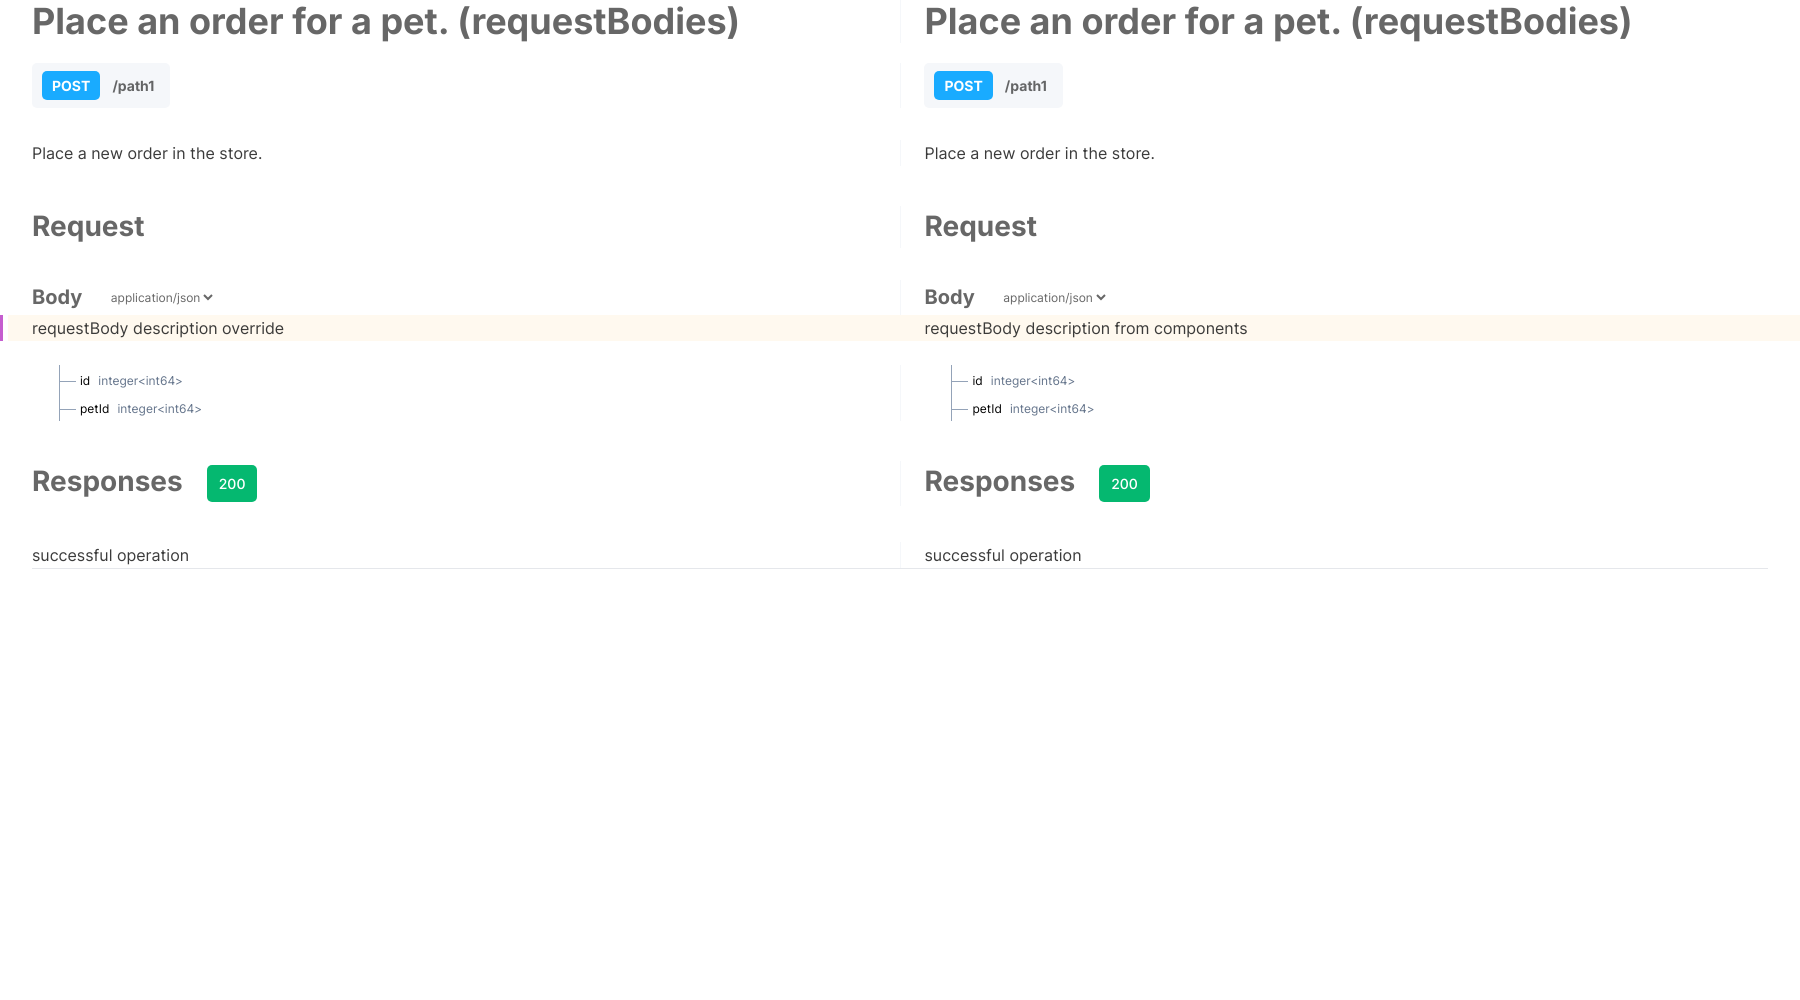 Place an order for a pet. (requestBodies)
POST /path1
Place a new order in the store.
Request
Body application/json
requestBody description override
id integer<int64>
petId integer<int64>
Responses 200
successful operation
Place an order for a pet. (requestBodies)
POST /path1
Place a new order in the store.
Request
Body application/json
requestBody description from components
id integer<int64>
petId integer<int64>
Responses 200
successful operation